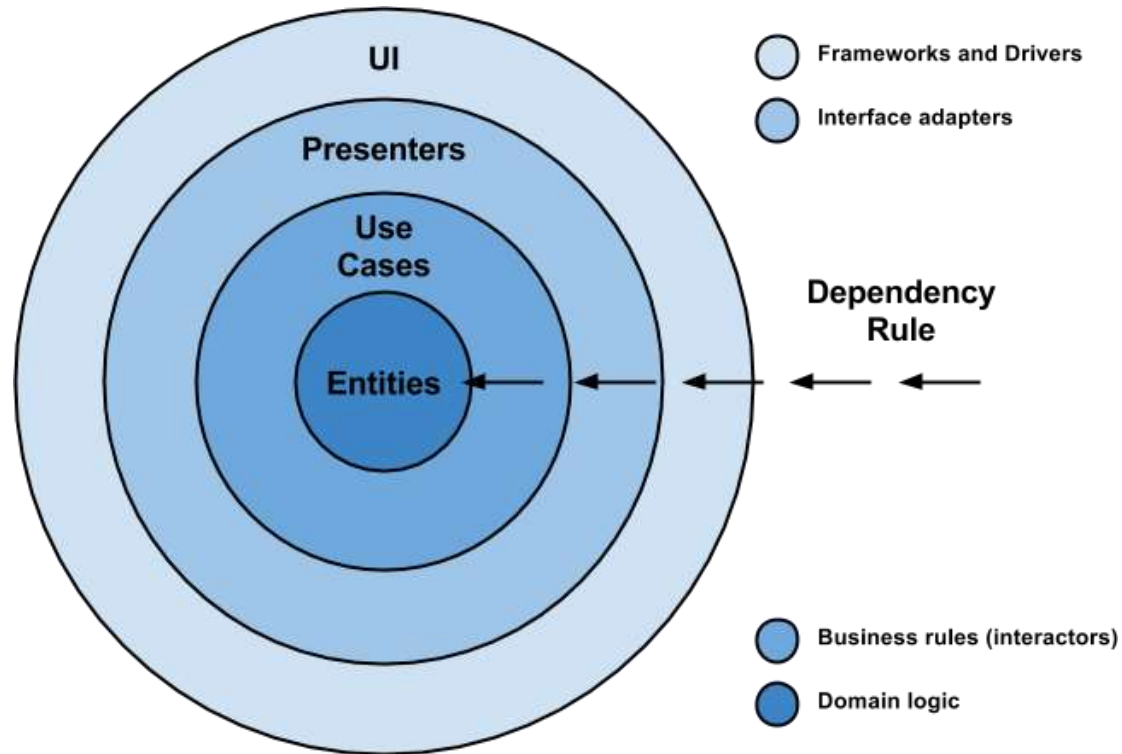 UI
Presenters
Use
Cases
Entities
Frameworks and Drivers
Interface adapters
Dependency
Rule
Business rules (interactors)
Domain logic